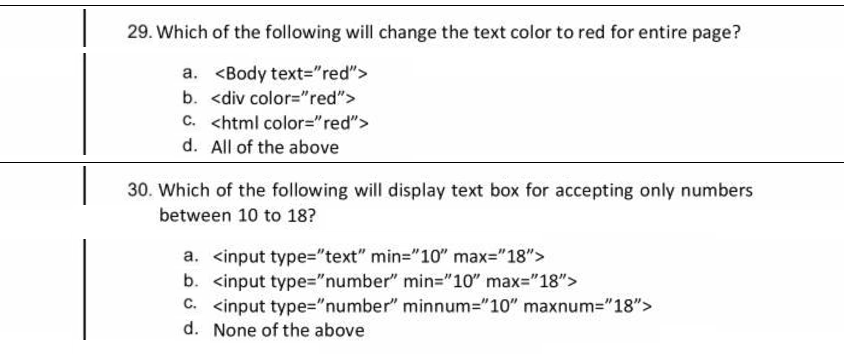 29. Which of the following will change the text color to red for entire page?
a. <Body text="red">
b. <div color="red">
c. <html color="red">
d. All of the above
30. Which of the following will display text box for accepting only numbers
between 10 to 18?
a. <input type="text" min="10" max="18">
b. <input type="number" min="10" max="18">
c. <input type="number" minnum="10" maxnum="18">
d. None of the above